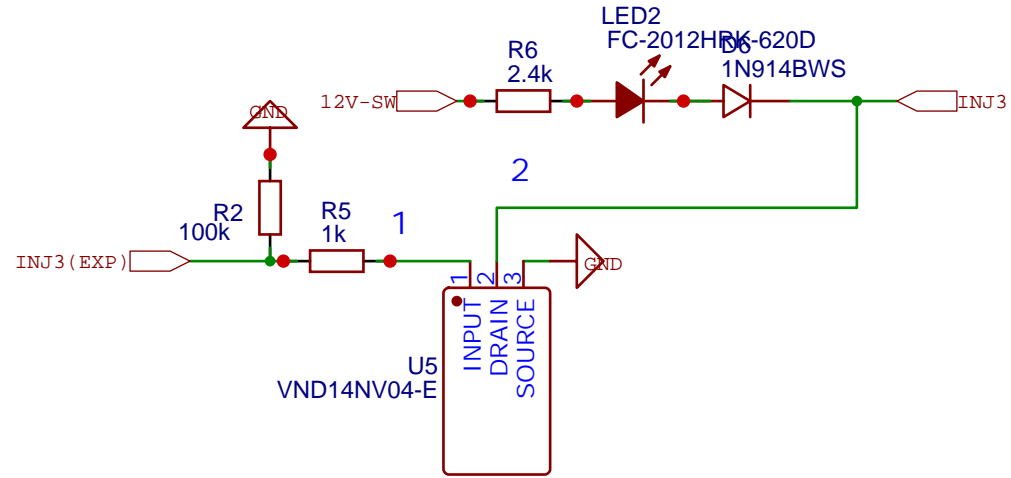 LED2
FC-2012HRK-620D
R6
D6
2.4k
1N914BWS
12V-SW
INJ3
GND
2
R2
R5
1
100k
1k
INJ3(EXP)
GND
1
2
3
INPUT
DRAIN
SOURCE
U5
VND14NV04-E